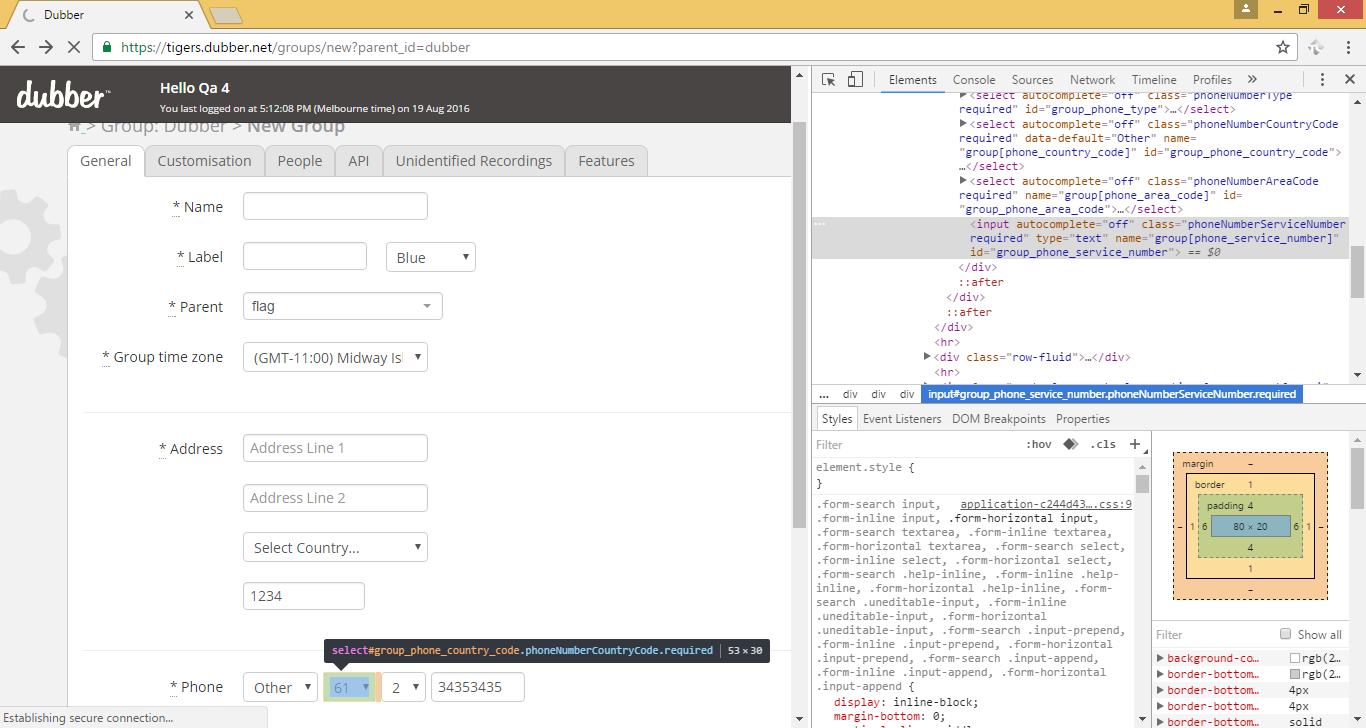 Dubber
https://tigers.dubber.net/groups/new?parent_id=dubber
dubber™
Hello Qa 4
You last logged on at 5:12:08 PM (Melbourne time) on 19 Aug 2016
> Group: Dubber > New Group
General Customisation People API Unidentified Recordings Features
* Name
* Label Blue
* Parent flag
* Group time zone (GMT-11:00) Midway Isl
* Address Address Line 1
Address Line 2
Select Country...
1234
select#group_phone_country_code.phoneNumberCountryCode.required | 53 × 30
* Phone Other 61 2 34353435
Establishing secure connection...
Elements Console Sources Network Timeline Profiles »
<select autocomplete="off" class="phoneNumberType
required" id="group_phone_type">…</select>
<select autocomplete="off" class="phoneNumberCountryCode
required" data-default="Other" name=
"group[phone_country_code]" id="group_phone_country_code">
…</select>
<select autocomplete="off" class="phoneNumberAreaCode
required" name="group[phone_area_code]" id=
"group_phone_area_code">…</select>
<input autocomplete="off" class="phoneNumberServiceNumber
required" type="text" name="group[phone_service_number]"
id="group_phone_service_number"> == $0
</div>
::after
</div>
::after
</div>
<hr>
<div class="row-fluid">…</div>
<hr>
... div div div input#group_phone_service_number.phoneNumberServiceNumber.required
Styles Event Listeners DOM Breakpoints Properties
Filter :hov .cls +
element.style {
}
.form-search input, application-c244d43….css:9
.form-inline input, .form-horizontal input,
.form-search textarea, .form-inline textarea,
.form-horizontal textarea, .form-search select,
.form-inline select, .form-horizontal select,
.form-search .help-inline, .form-inline .help-
inline, .form-horizontal .help-inline, .form-
search .uneditable-input, .form-inline
.uneditable-input, .form-horizontal
.uneditable-input, .form-search .input-prepend,
.form-inline .input-prepend, .form-horizontal
.input-prepend, .form-search .input-append,
.form-inline .input-append, .form-horizontal
.input-append {
display: inline-block;
margin-bottom: 0;
margin –
border 1
padding 4
– 1 6 80 × 20 6 1 –
4
1
–
Filter Show all
background-co… rgb(2…
border-bottom… rgb(2…
border-bottom… 4px
border-bottom… 4px
border-bottom… solid